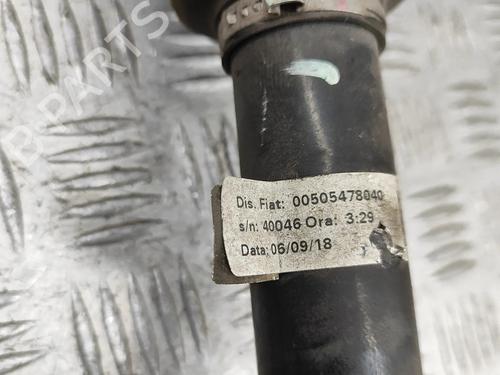 B-PARTS
Dis. Fiat: 00505478040
s/n: 40046 Ora: 3:29
Data: 06/09/18